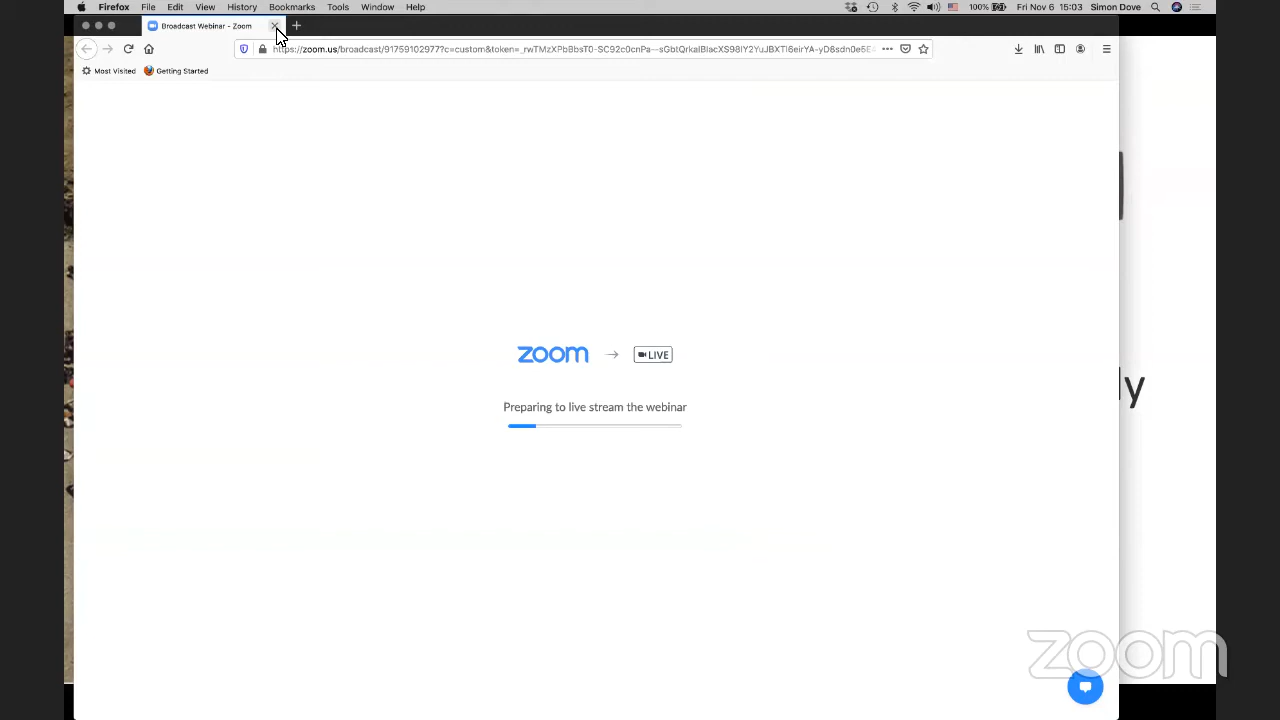 Firefox File Edit View History Bookmarks Tools Window Help 100% Fri Nov 6 15:03 Simon Dove
Broadcast Webinar - Zoom
Most Visited Getting Started
zoom → LIVE
Preparing to live stream the webinar
ly
zoom